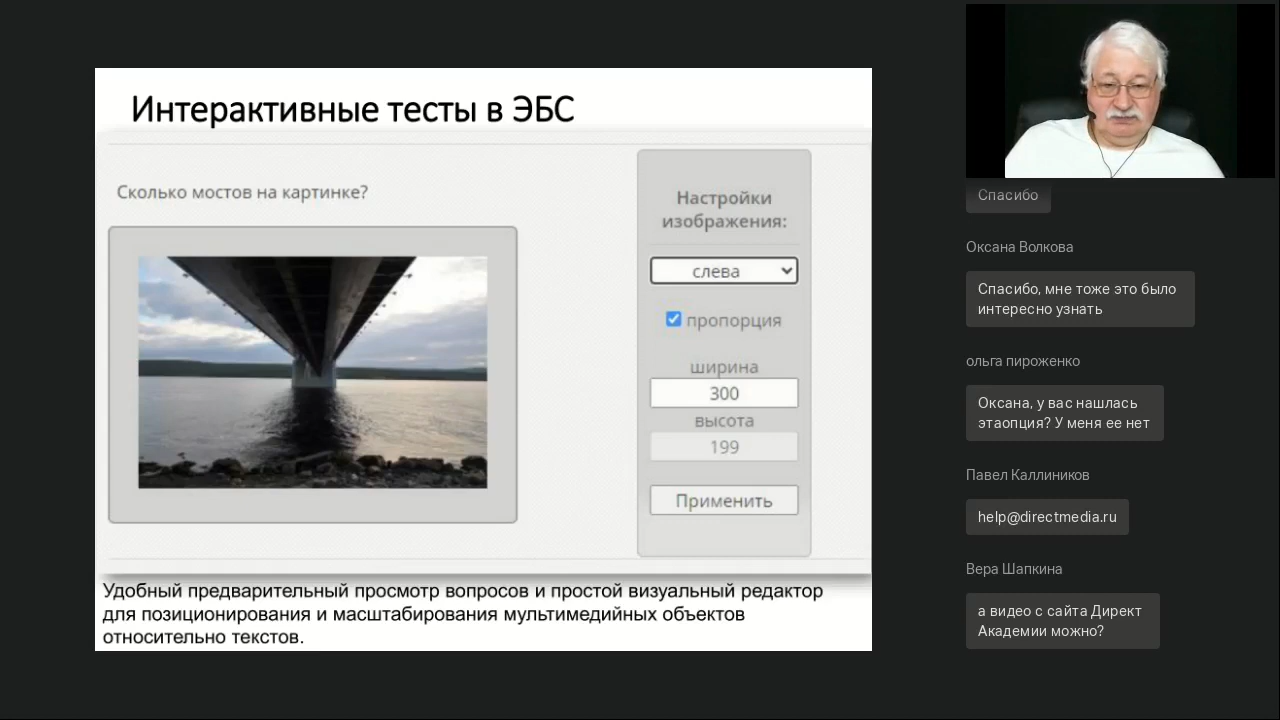 Интерактивные тесты в ЭБС
Сколько мостов на картинке?
Настройки
изображения:
слева
пропорция
ширина
300
высота
199
Применить
Удобный предварительный просмотр вопросов и простой визуальный редактор
для позиционирования и масштабирования мультимедийных объектов
относительно текстов.
Спасибо
Оксана Волкова
Спасибо, мне тоже это было
интересно узнать
ольга пироженко
Оксана, у вас нашлась
этаопция? У меня ее нет
Павел Каллиников
help@directmedia.ru
Вера Шапкина
а видео с сайта Директ
Академии можно?